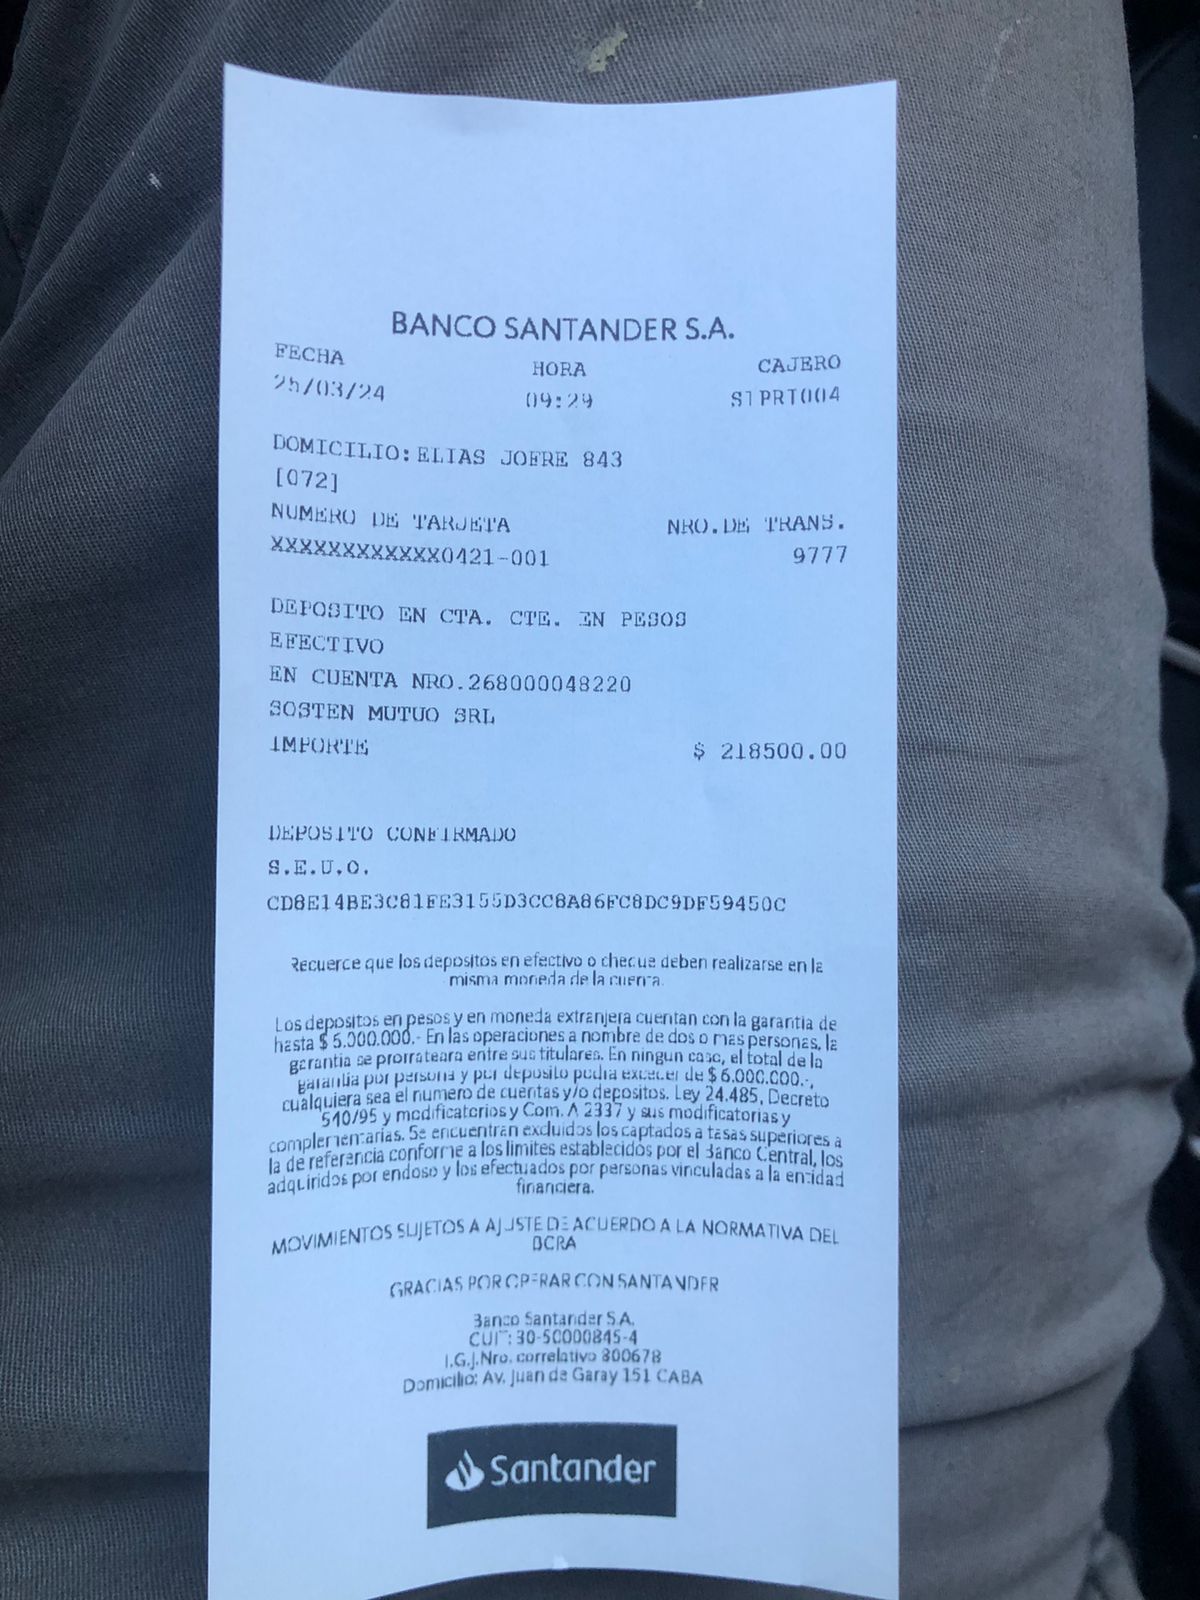 BANCO SANTANDER S.A.
FECHA HORA CAJERO
25/03/24 09:29 S1PRT004
DOMICILIO: ELIAS JOFRE 843
[072]
NUMERO DE TARJETA NRO.DE TRANS.
XXXXXXXXXXXX0421-001 9777
DEPOSITO EN CTA. CTE. EN PESOS
EFECTIVO
EN CUENTA NRO.268000048220
SOSTEN MUTUO SRL
IMPORTE $ 218500.00
DEPOSITO CONFIRMADO
S.E.U.O.
CD8E14BE3C81FE3155D3CC8A86FC8DC9DF59450C
Recuerce que los depositos en efectivo o cheque deben realizarse en la
misma moneda de la cuenta.
Los depositos en pesos y en moneda extranjera cuentan con la garantia de
hasta $ 6.000.000.- En las operaciones a nombre de dos o mas personas, la
garantia se prorrateara entre sus titulares. En ningun caso, el total de la
garantia por persona y por deposito podra exceder de $ 6.000.000.-,
cualquiera sea el numero de cuentas y/o depositos. Ley 24.485, Decreto
540/95 y modificatorios y Com. A 2337 y sus modificatorias y
complementarias. Se encuentran excluidos los captados a tasas superiores a
la de referencia conforme a los limites establecidos por el Banco Central, los
adquiridos por endoso y los efectuados por personas vinculadas a la entidad
financiera.
MOVIMIENTOS SUJETOS A AJUSTE DE ACUERDO A LA NORMATIVA DEL
BCRA
GRACIAS POR OPERAR CON SANTANDER
Banco Santander S.A.
CUIT: 30-50000845-4
I.G.J.Nro. correlativo 800678
Domicilio: Av. Juan de Garay 151 CABA
Santander